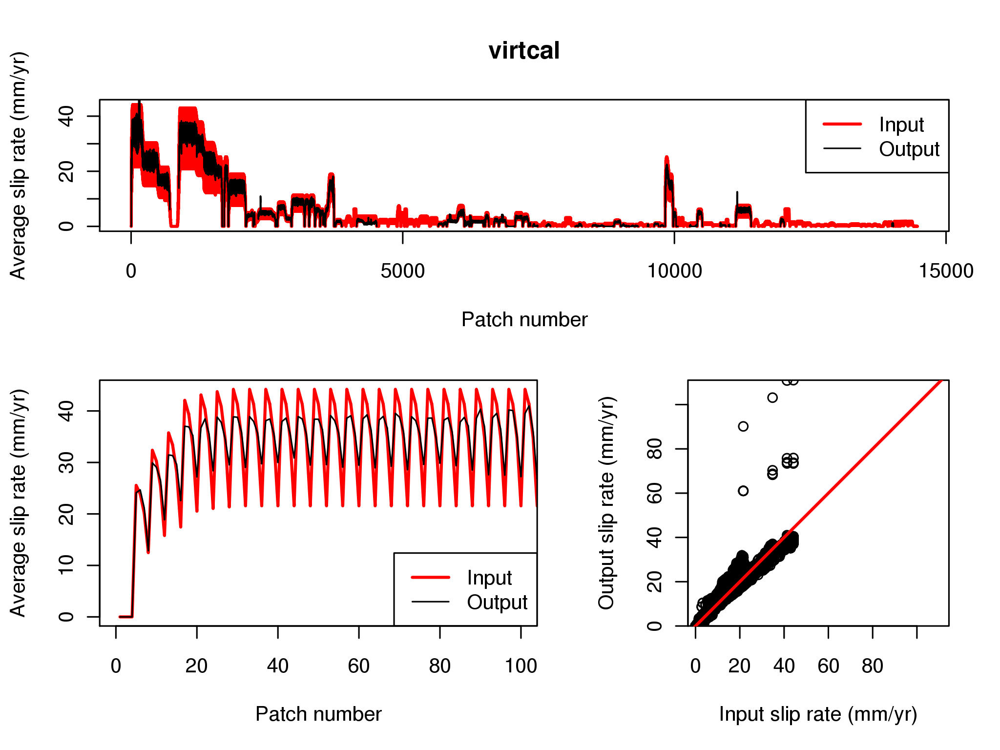 virtcal
Average slip rate (mm/yr)
40
20
0
Input
Output
0 5000 10000 15000
Patch number
Average slip rate (mm/yr)
40
30
20
10
0
Input
Output
0 20 40 60 80 100
Patch number
Output slip rate (mm/yr)
80
60
40
20
0
0 20 40 60 80
Input slip rate (mm/yr)